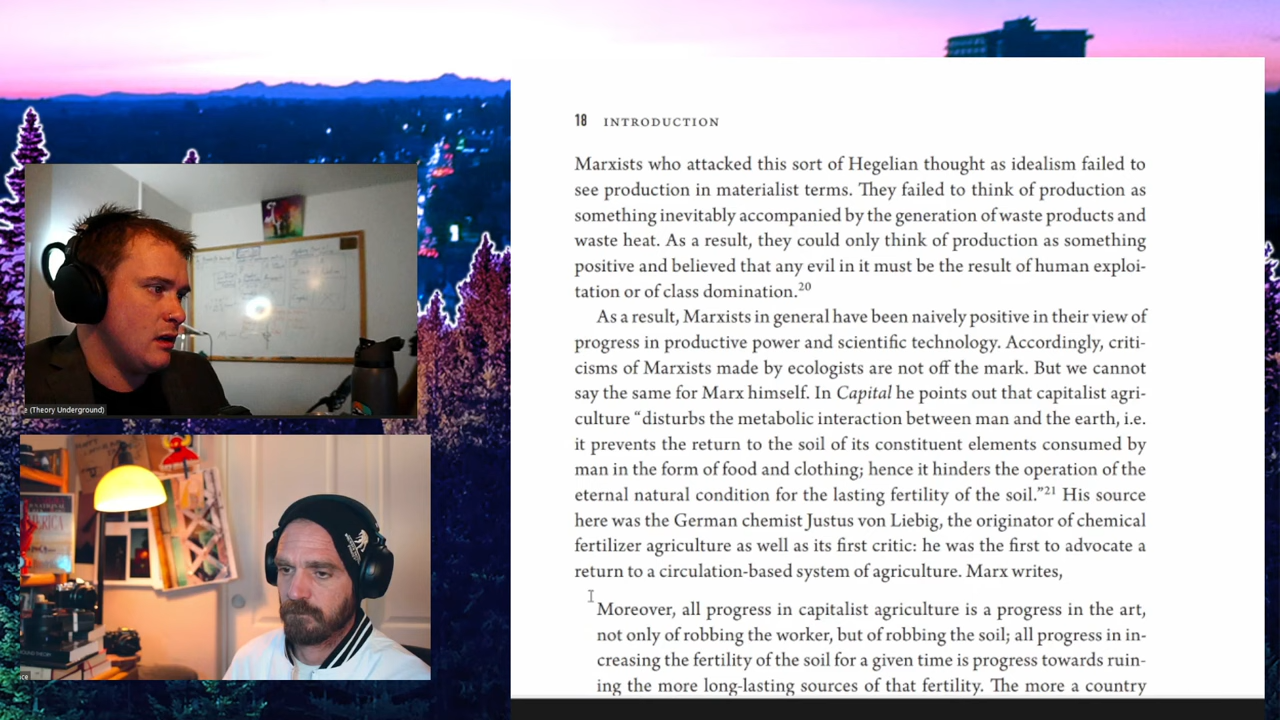 18 INTRODUCTION
Marxists who attacked this sort of Hegelian thought as idealism failed to
see production in materialist terms. They failed to think of production as
something inevitably accompanied by the generation of waste products and
waste heat. As a result, they could only think of production as something
positive and believed that any evil in it must be the result of human exploi-
tation or of class domination.20
As a result, Marxists in general have been naively positive in their view of
progress in productive power and scientific technology. Accordingly, criti-
cisms of Marxists made by ecologists are not off the mark. But we cannot
say the same for Marx himself. In Capital he points out that capitalist agri-
culture “disturbs the metabolic interaction between man and the earth, i.e.
it prevents the return to the soil of its constituent elements consumed by
man in the form of food and clothing; hence it hinders the operation of the
eternal natural condition for the lasting fertility of the soil.”21 His source
here was the German chemist Justus von Liebig, the originator of chemical
fertilizer agriculture as well as its first critic: he was the first to advocate a
return to a circulation-based system of agriculture. Marx writes,
Moreover, all progress in capitalist agriculture is a progress in the art,
not only of robbing the worker, but of robbing the soil; all progress in in-
creasing the fertility of the soil for a given time is progress towards ruin-
ing the more long-lasting sources of that fertility. The more a country
e (Theory Underground)
ce